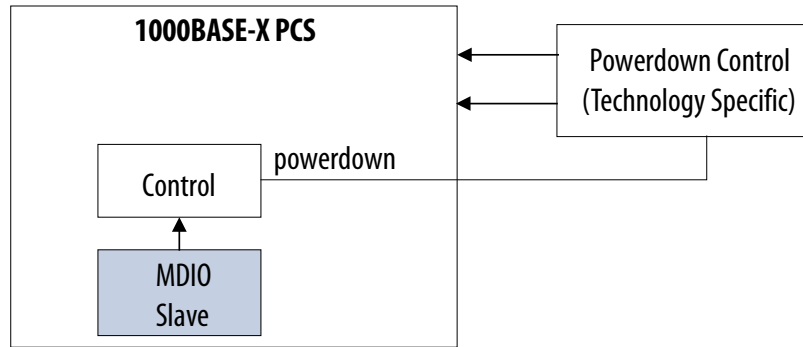 1000BASE-X PCS
Powerdown Control
(Technology Specific)
powerdown
Control
MDIO
Slave